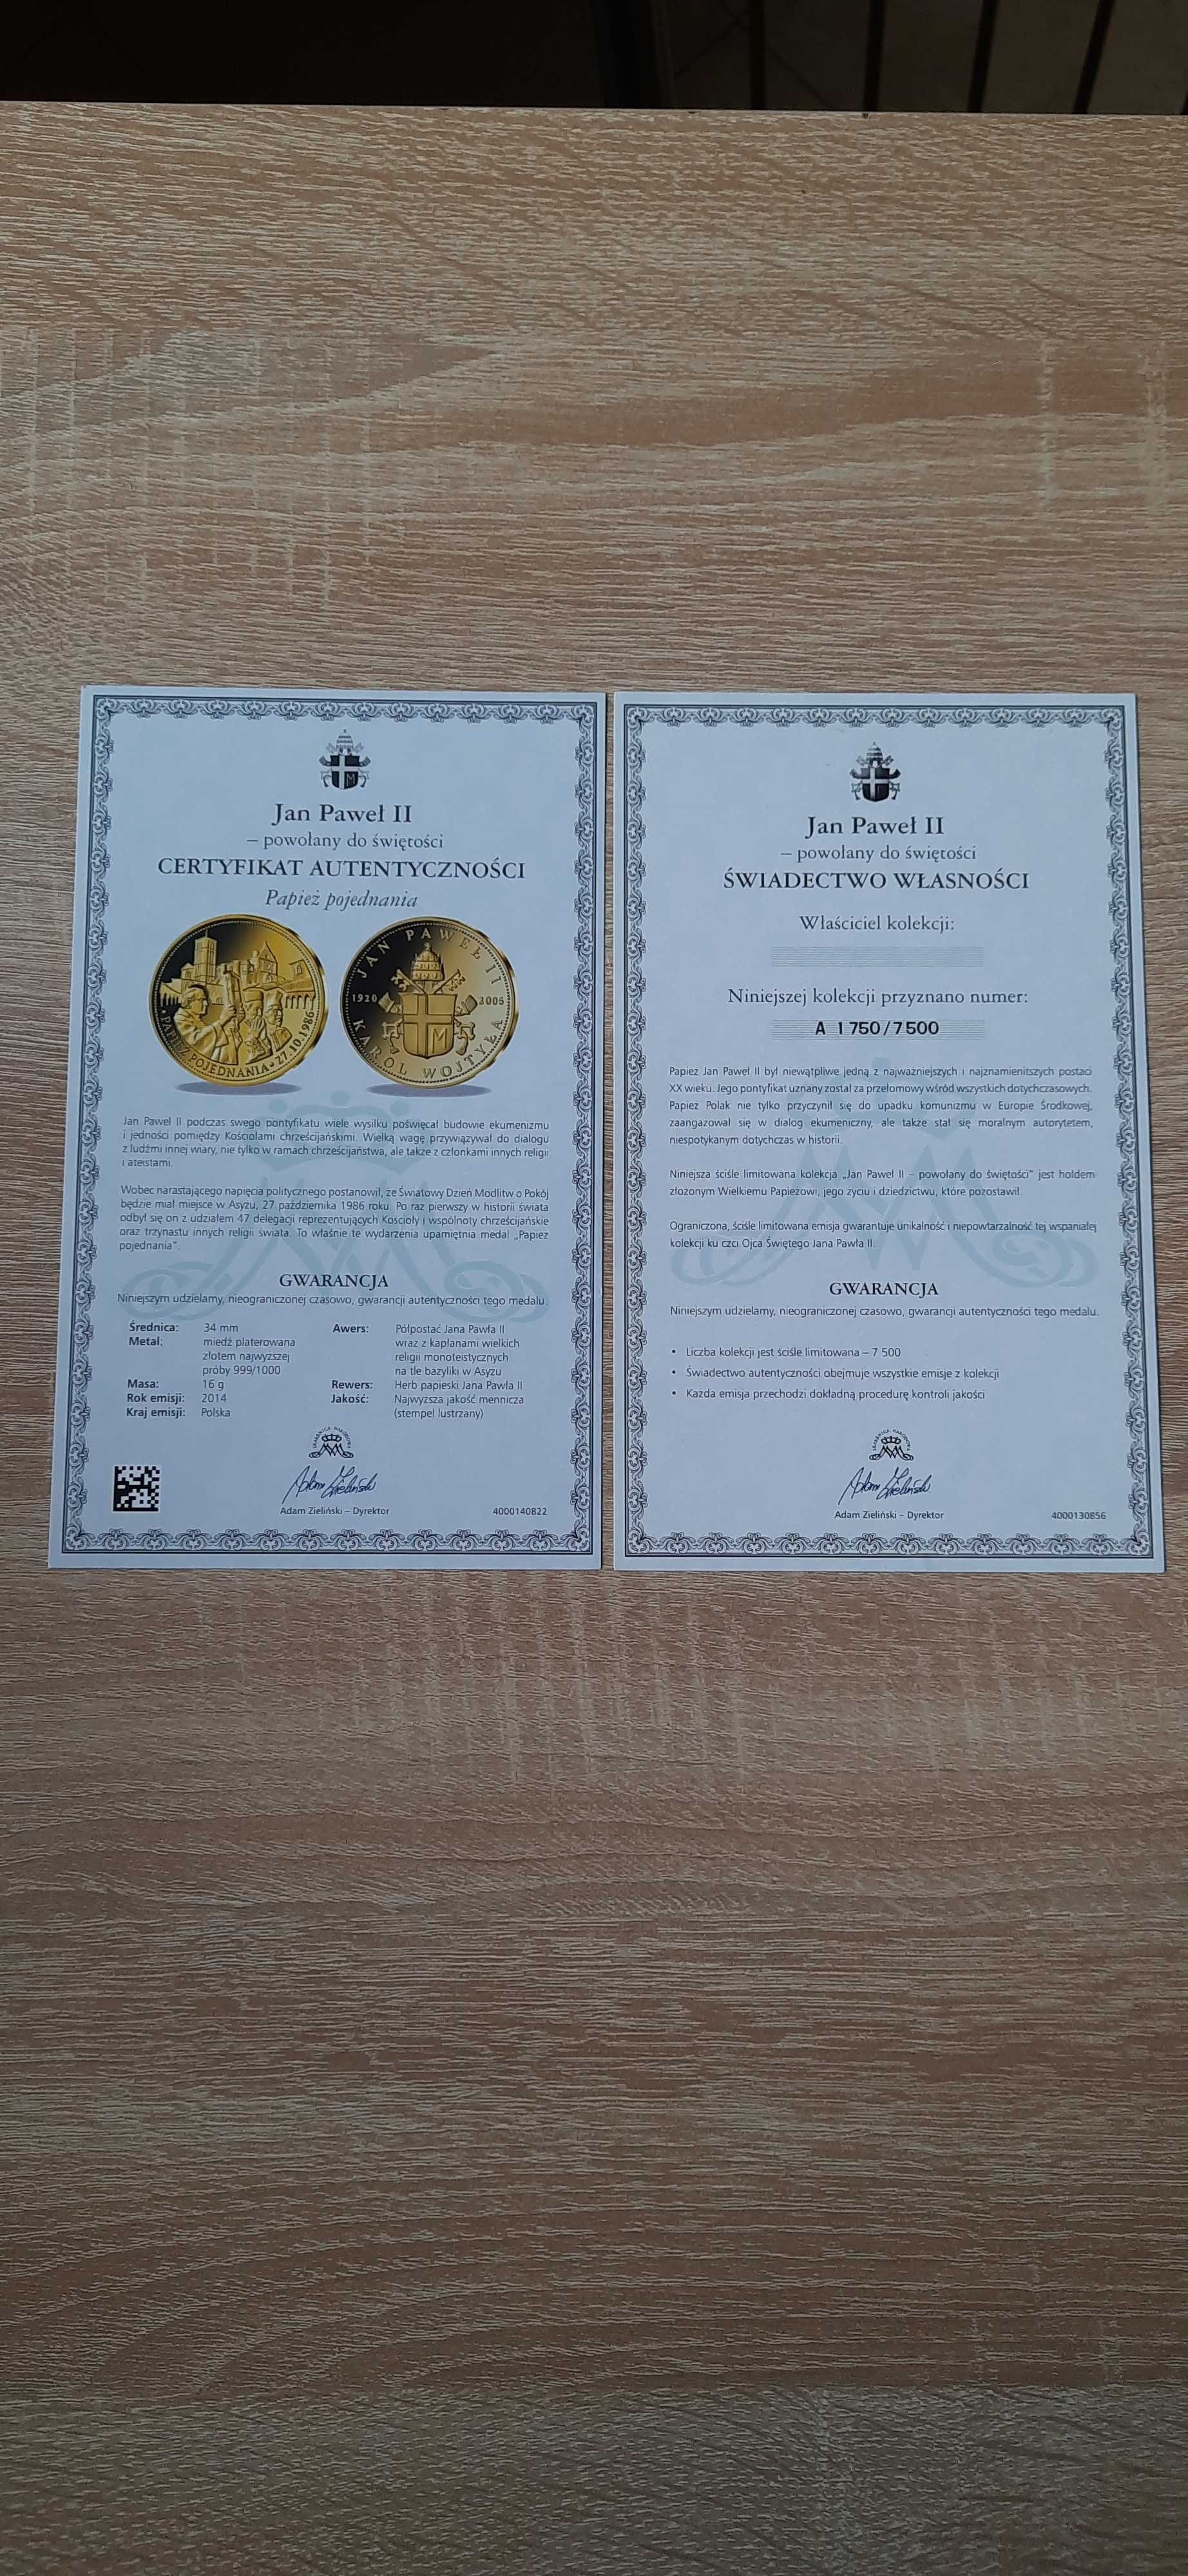 Jan Paweł II
– powołany do świętości
CERTYFIKAT AUTENTYCZNOŚCI
Papież pojednania
PAPIEŻ POJEDNANIA • 27.10.1986
JAN PAWEŁ II
1920 2005
KAROL WOJTYŁA
Jan Paweł II podczas swego pontyfikatu wiele wysiłku poświęcał budowie ekumenizmu
i jedności pomiędzy Kościołami chrześcijańskimi. Wielką wagę przywiązywał do dialogu
z ludźmi innej wiary, nie tylko w ramach chrześcijaństwa, ale także z członkami innych religii
i ateistami.
Wobec narastającego napięcia politycznego postanowił, że Światowy Dzień Modlitw o Pokój
będzie miał miejsce w Asyżu, 27 października 1986 roku. Po raz pierwszy w historii świata
odbył się on z udziałem 47 delegacji reprezentujących Kościoły i wspólnoty chrześcijańskie
oraz trzynastu innych religii świata. To właśnie te wydarzenia upamiętnia medal „Papież
pojednania”.
GWARANCJA
Niniejszym udzielamy, nieograniczonej czasowo, gwarancji autentyczności tego medalu.
Średnica: 34 mm
Metal: miedź platerowana
złotem najwyższej
próby 999/1000
Masa: 16 g
Rok emisji: 2014
Kraj emisji: Polska
Awers: Półpostać Jana Pawła II
wraz z kapłanami wielkich
religii monoteistycznych
na tle bazyliki w Asyżu
Rewers: Herb papieski Jana Pawła II
Jakość: Najwyższa jakość mennicza
(stempel lustrzany)
SKARBNICA NARODOWA
Adam Zieliński
Adam Zieliński – Dyrektor
4000140822
Jan Paweł II
– powołany do świętości
ŚWIADECTWO WŁASNOŚCI
Właściciel kolekcji:
Niniejszej kolekcji przyznano numer:
A 1 750/7 500
Papież Jan Paweł II był niewątpliwe jedną z najważniejszych i najznamienitszych postaci
XX wieku. Jego pontyfikat uznany został za przełomowy wśród wszystkich dotychczasowych.
Papież Polak nie tylko przyczynił się do upadku komunizmu w Europie Środkowej,
zaangażował się w dialog ekumeniczny, ale także stał się moralnym autorytetem,
niespotykanym dotychczas w historii.
Niniejsza ściśle limitowana kolekcja „Jan Paweł II – powołany do świętości” jest hołdem
złożonym Wielkiemu Papieżowi, jego życiu i dziedzictwu, które pozostawił.
Ograniczona, ściśle limitowana emisja gwarantuje unikalność i niepowtarzalność tej wspaniałej
kolekcji ku czci Ojca Świętego Jana Pawła II.
GWARANCJA
Niniejszym udzielamy, nieograniczonej czasowo, gwarancji autentyczności tego medalu.
• Liczba kolekcji jest ściśle limitowana – 7 500
• Świadectwo autentyczności obejmuje wszystkie emisje z kolekcji
• Każda emisja przechodzi dokładną procedurę kontroli jakości
SKARBNICA NARODOWA
Adam Zieliński
Adam Zieliński – Dyrektor
4000130856